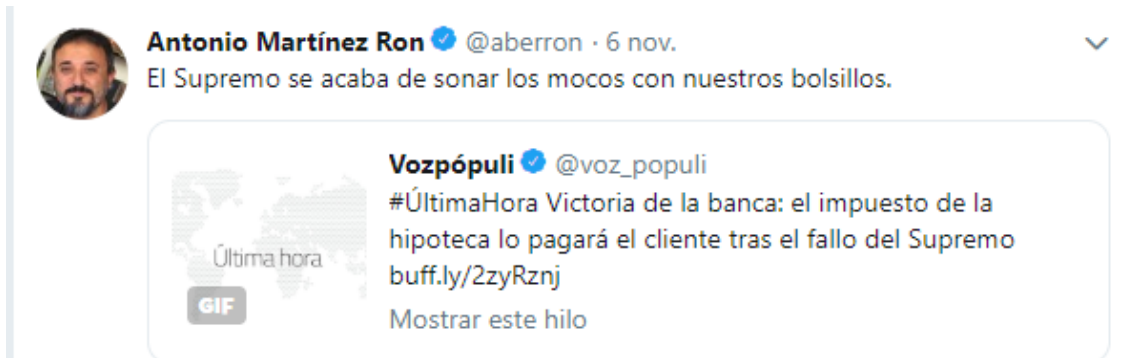 Antonio Martínez Ron @aberron · 6 nov.
El Supremo se acaba de sonar los mocos con nuestros bolsillos.
Vozpópuli @voz_populi
#ÚltimaHora Victoria de la banca: el impuesto de la
hipoteca lo pagará el cliente tras el fallo del Supremo
buff.ly/2zyRznj
Mostrar este hilo
Última hora
GIF